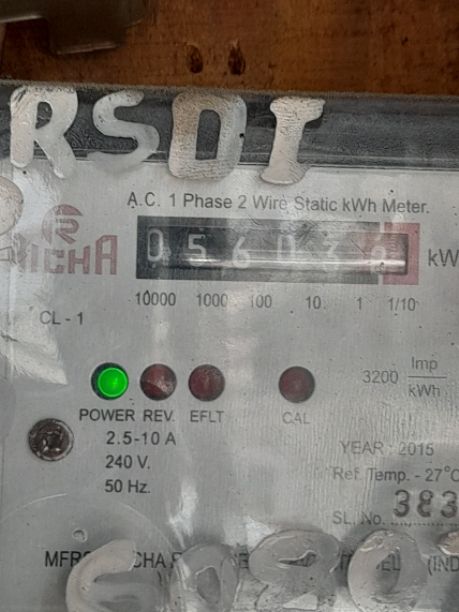 RSDI
A.C. 1 Phase 2 Wire Static kWh Meter.
RICHA
0 5 6 0 3 kW
10000 1000 100 10 1 1/10
CL - 1
3200 Imp
kWh
POWER REV. EFLT CAL
2.5-10 A
240 V.
50 Hz.
YEAR - 2015
Ref. Temp. - 27°C
SL. No. 383